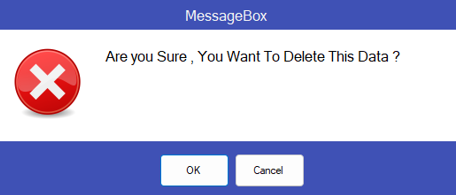 MessageBox
Are you Sure , You Want To Delete This Data ?
OK
Cancel